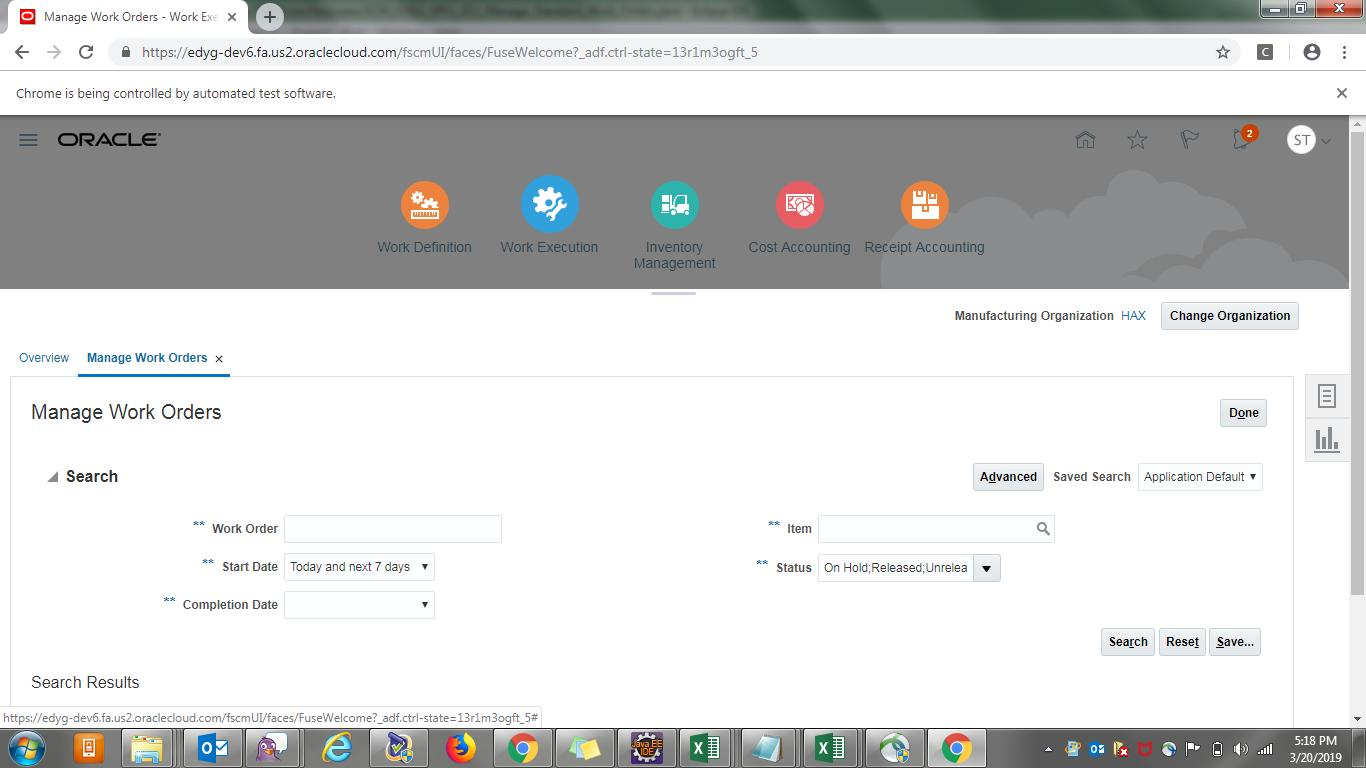 Manage Work Orders - Work Exe
https://edyg-dev6.fa.us2.oraclecloud.com/fscmUI/faces/FuseWelcome?_adf.ctrl-state=13r1m3ogft_5
C
Chrome is being controlled by automated test software.
ORACLE
2
ST
Work Definition
Work Execution
Inventory Management
Cost Accounting
Receipt Accounting
Manufacturing Organization HAX
Change Organization
Overview
Manage Work Orders
Manage Work Orders
Done
Search
Advanced
Saved Search
Application Default
** Work Order
** Item
** Start Date
Today and next 7 days
** Status
On Hold;Released;Unrelea
** Completion Date
Search
Reset
Save...
Search Results
https://edyg-dev6.fa.us2.oraclecloud.com/fscmUI/faces/FuseWelcome?_adf.ctrl-state=13r1m3ogft_5#
Java EE
IDE
5:18 PM
3/20/2019